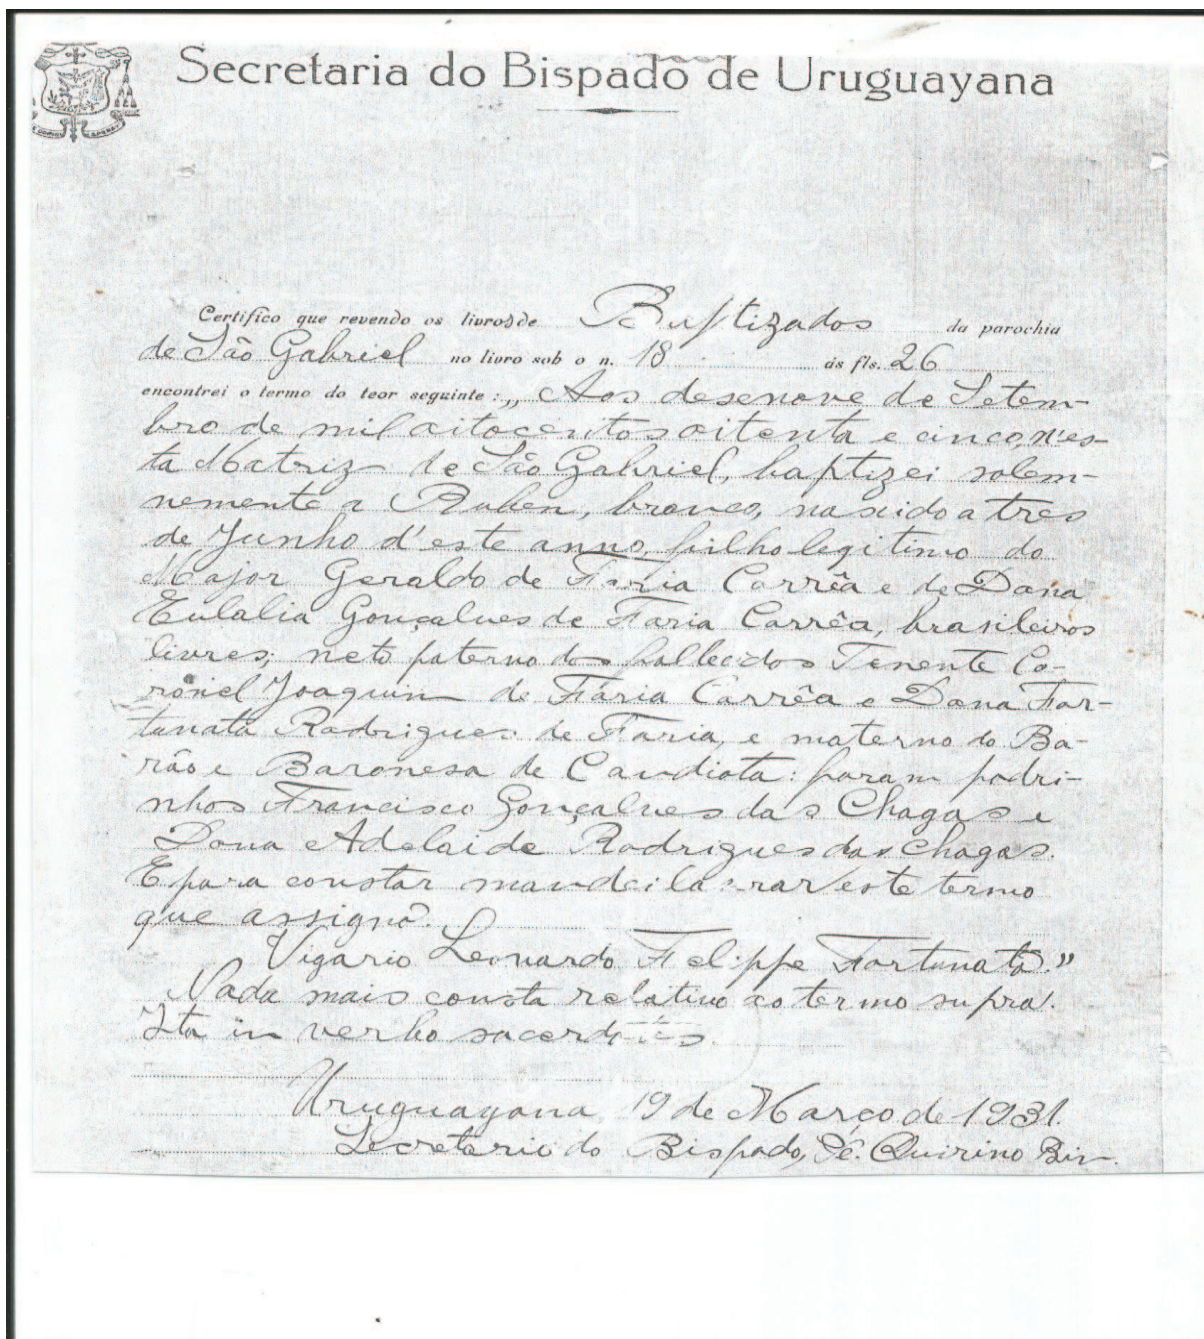 Secretaria do Bispado de Uruguayana
Certifico que revendo os livros de Baptizados da parochia
de São Gabriel no livro sob o n. 18 ás fls. 26
encontrei o termo do teor seguinte: „Aos desenove de Setem-
bro de mil oitocentos oitenta e cinco, n'es-
ta Matriz de São Gabriel, baptizei solem-
nemente a Ruben, branco, nascido a tres
de Junho d'este anno, filho legitimo do
Major Geraldo de Faria Corrêa e de Dona
Eulalia Gonçalves de Faria Corrêa, brasileiros
livres; neto paterno dos fallecidos Tenente Co-
ronel Joaquim de Faria Corrêa e Dona For-
tunata Rodrigues de Faria, e materno do Ba-
rão e Baronesa de Candiota: foram padri-
nhos Francisco Gonçalves das Chagas e
Dona Adelaide Rodrigues das Chagas.
E para constar mandei lavrar este termo
que assigno.
Vigario Leonardo Felippe Fortunato."
Nada mais consta relativo ao termo supra.
Ita in verbo sacerdotis.
Uruguayana, 19 de Março de 1931.
Secretario do Bispado, Pe. Quirino